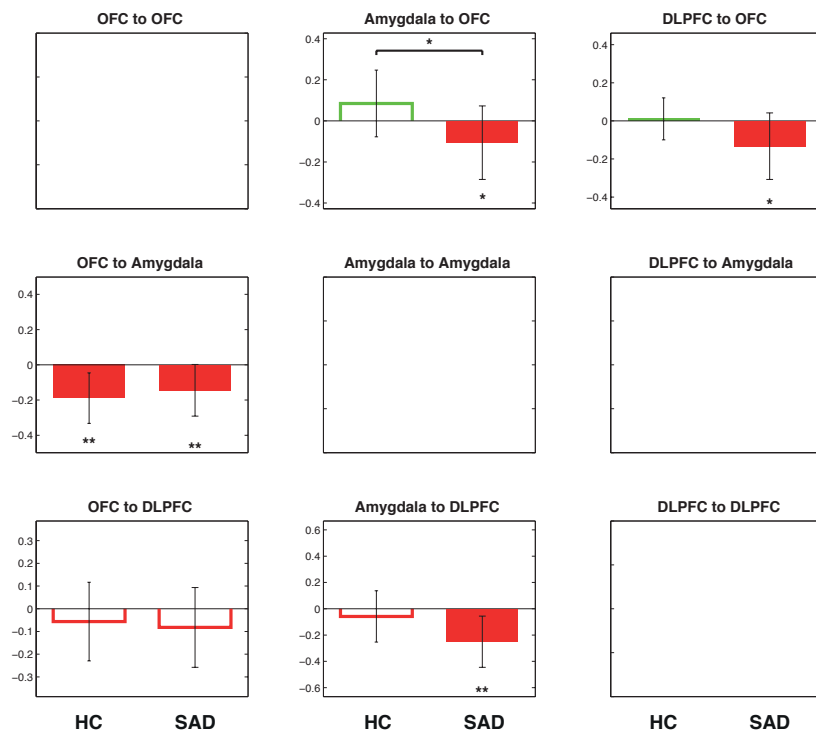 OFC to OFC
Amygdala to OFC
0.4
0.2
0
−0.2
−0.4
*
*
DLPFC to OFC
0.4
0.2
0
−0.2
−0.4
*
OFC to Amygdala
0.4
0.2
0
−0.2
−0.4
**
**
Amygdala to Amygdala
DLPFC to Amygdala
OFC to DLPFC
0.3
0.2
0.1
0
−0.1
−0.2
−0.3
Amygdala to DLPFC
0.6
0.4
0.2
0
−0.2
−0.4
−0.6
**
DLPFC to DLPFC
HC SAD
HC SAD
HC SAD